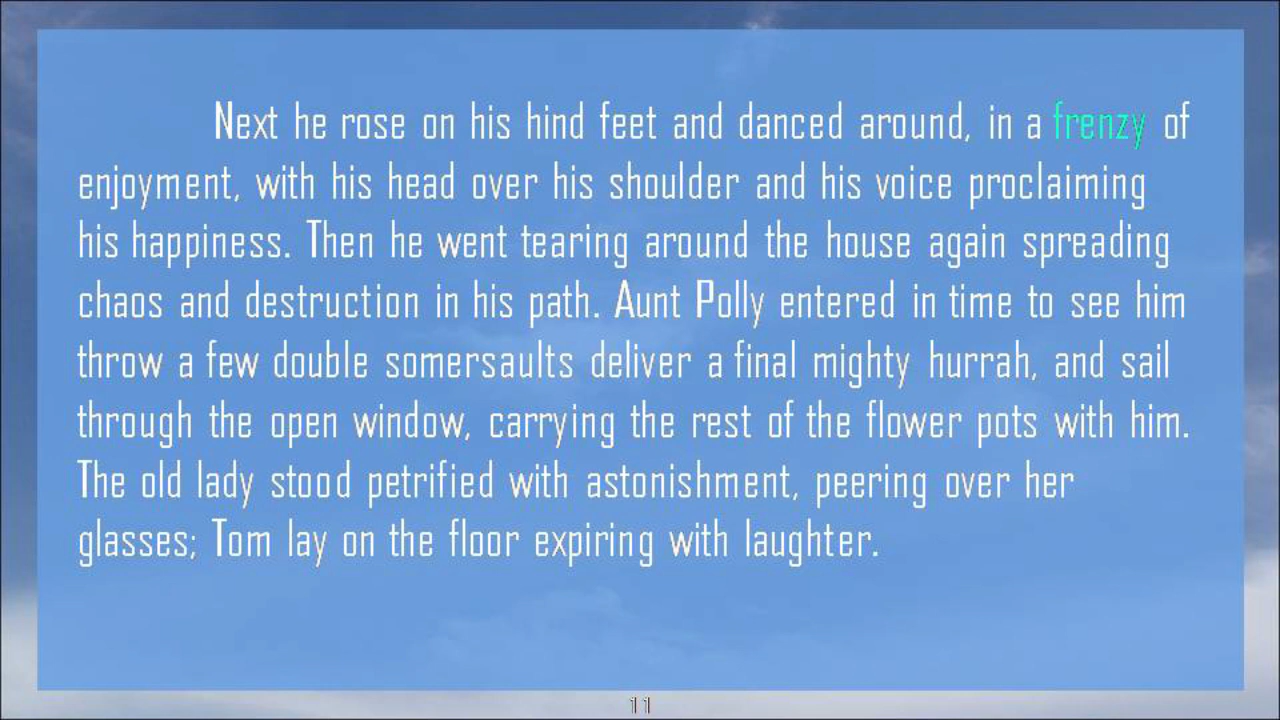 Next he rose on his hind feet and danced around, in a frenzy of
enjoyment, with his head over his shoulder and his voice proclaiming
his happiness. Then he went tearing around the house again spreading
chaos and destruction in his path. Aunt Polly entered in time to see him
throw a few double somersaults deliver a final mighty hurrah, and sail
through the open window, carrying the rest of the flower pots with him.
The old lady stood petrified with astonishment, peering over her
glasses; Tom lay on the floor expiring with laughter.
11